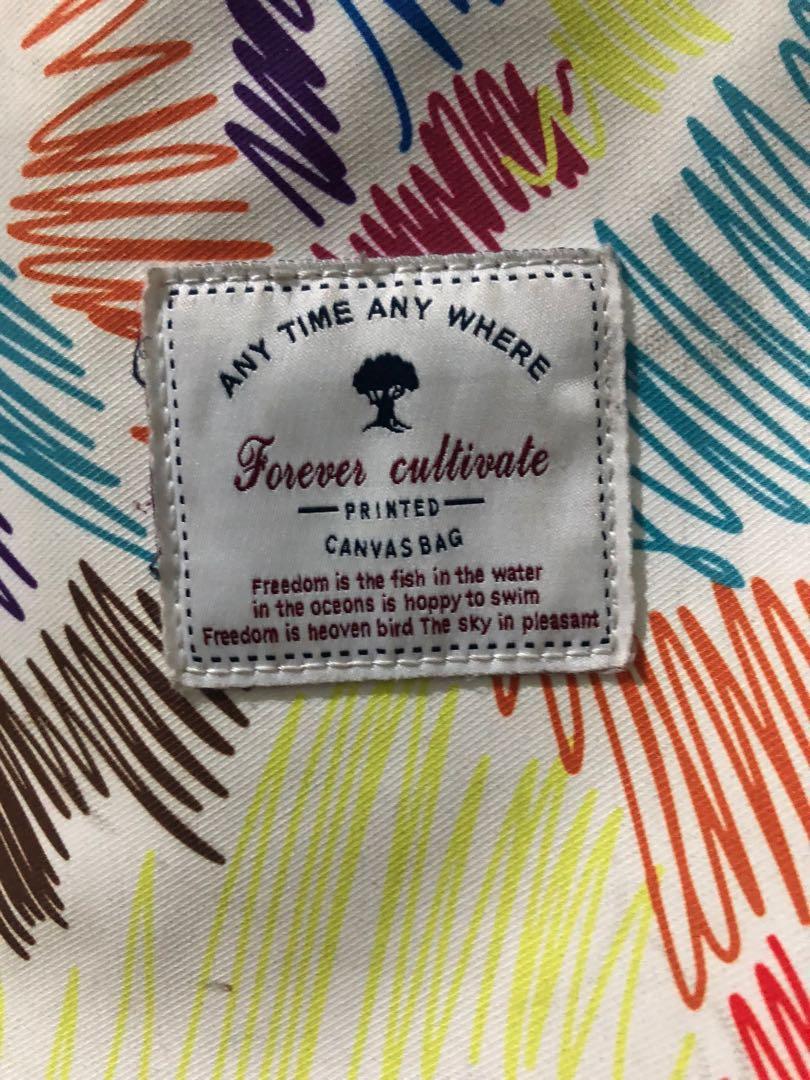 ANY TIME ANY WHERE
Forever cultivate
PRINTED
CANVAS BAG
Freedom is the fish in the water
in the oceons is hoppy to swim
Freedom is heoven bird The sky in pleasant